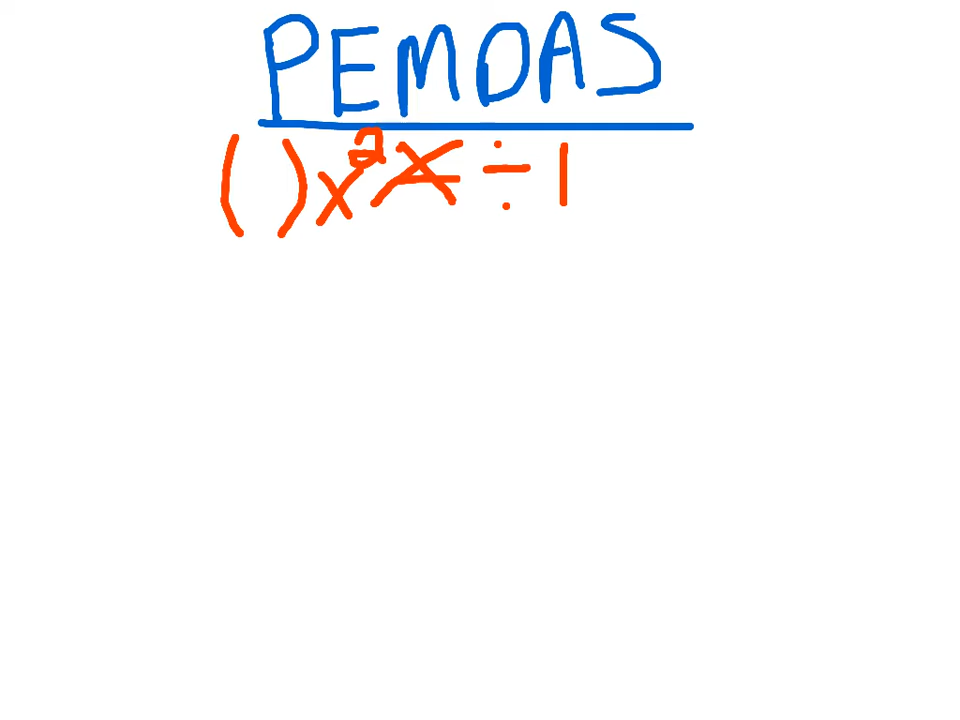 PEMDAS
( ) x² × ÷ 1